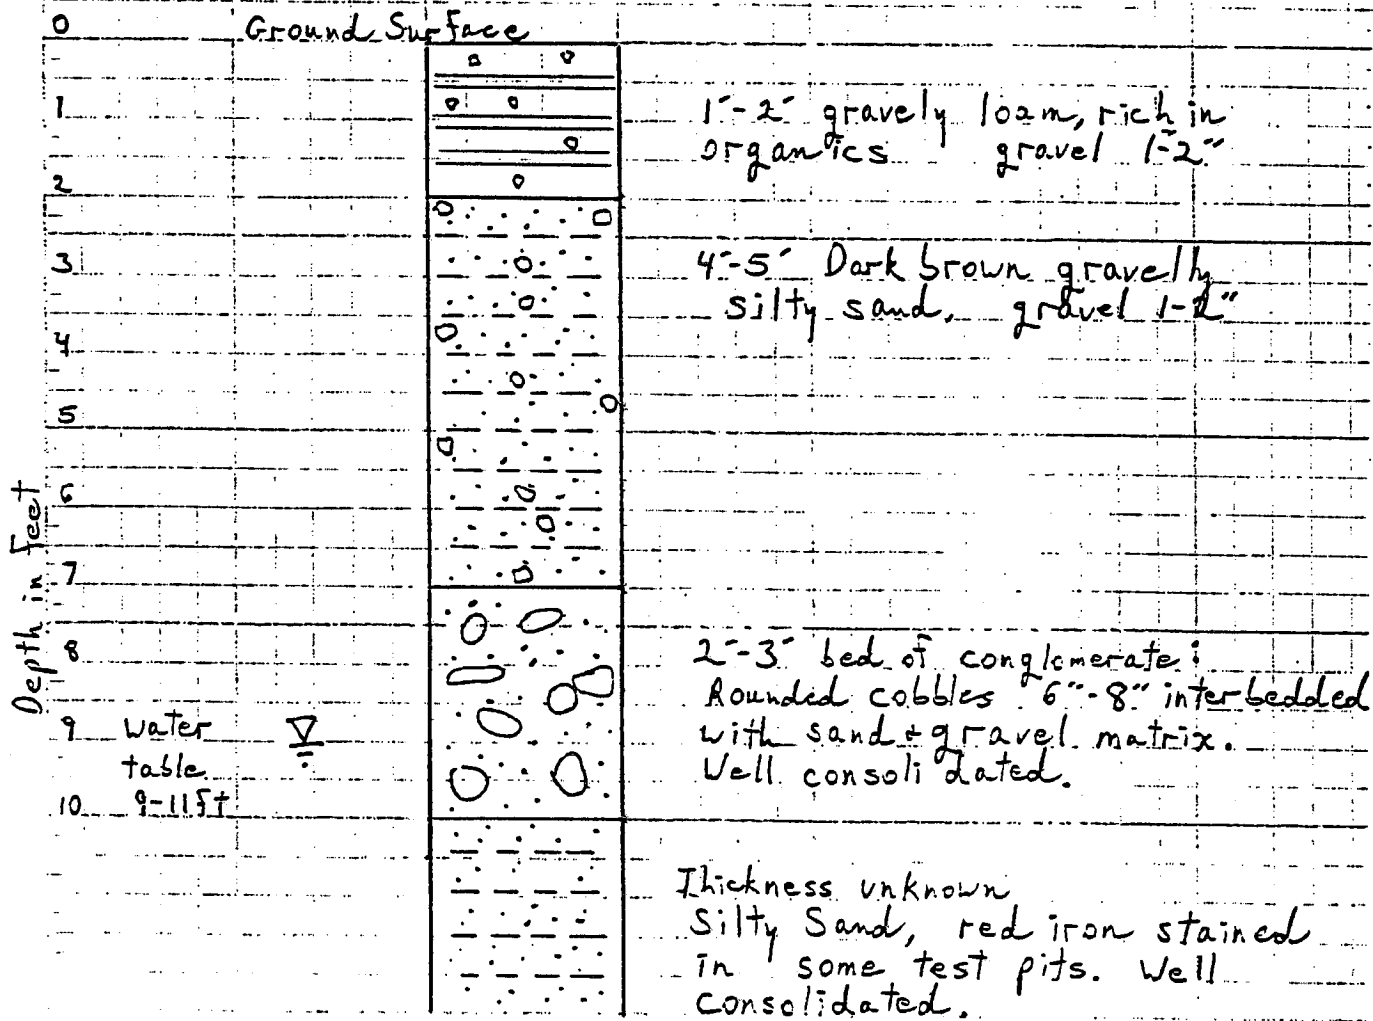 0 Ground Surface
1
2
3
4
5
6
7
8
9
10
Depth in feet
water
table
9-11ft
1'-2' gravely loam, rich in
organics gravel 1-2"
4'-5' Dark brown gravelly
silty sand, gravel 1-2"
2'-3' bed of conglomerate:
Rounded cobbles 6"-8" interbedded
with sand + gravel matrix.
Well consolidated.
Thickness unknown
Silty Sand, red iron stained
in some test pits. Well
consolidated.